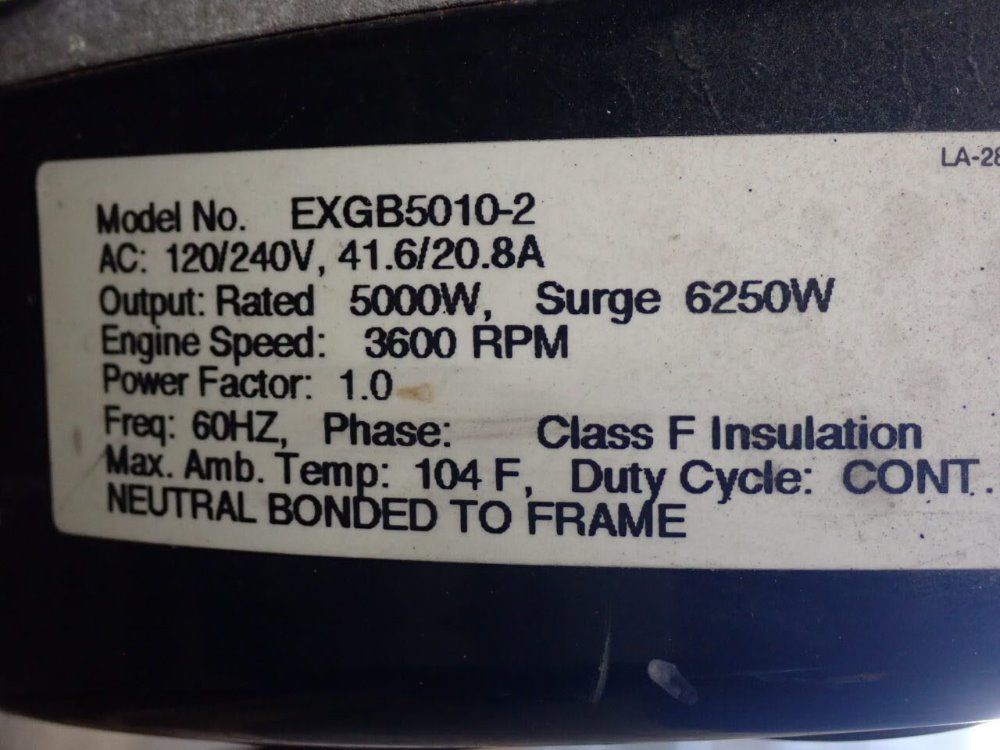 LA-28
Model No. EXGB5010-2
AC: 120/240V, 41.6/20.8A
Output: Rated 5000W, Surge 6250W
Engine Speed: 3600 RPM
Power Factor: 1.0
Freq: 60HZ, Phase: Class F Insulation
Max. Amb. Temp: 104 F, Duty Cycle: CONT.
NEUTRAL BONDED TO FRAME